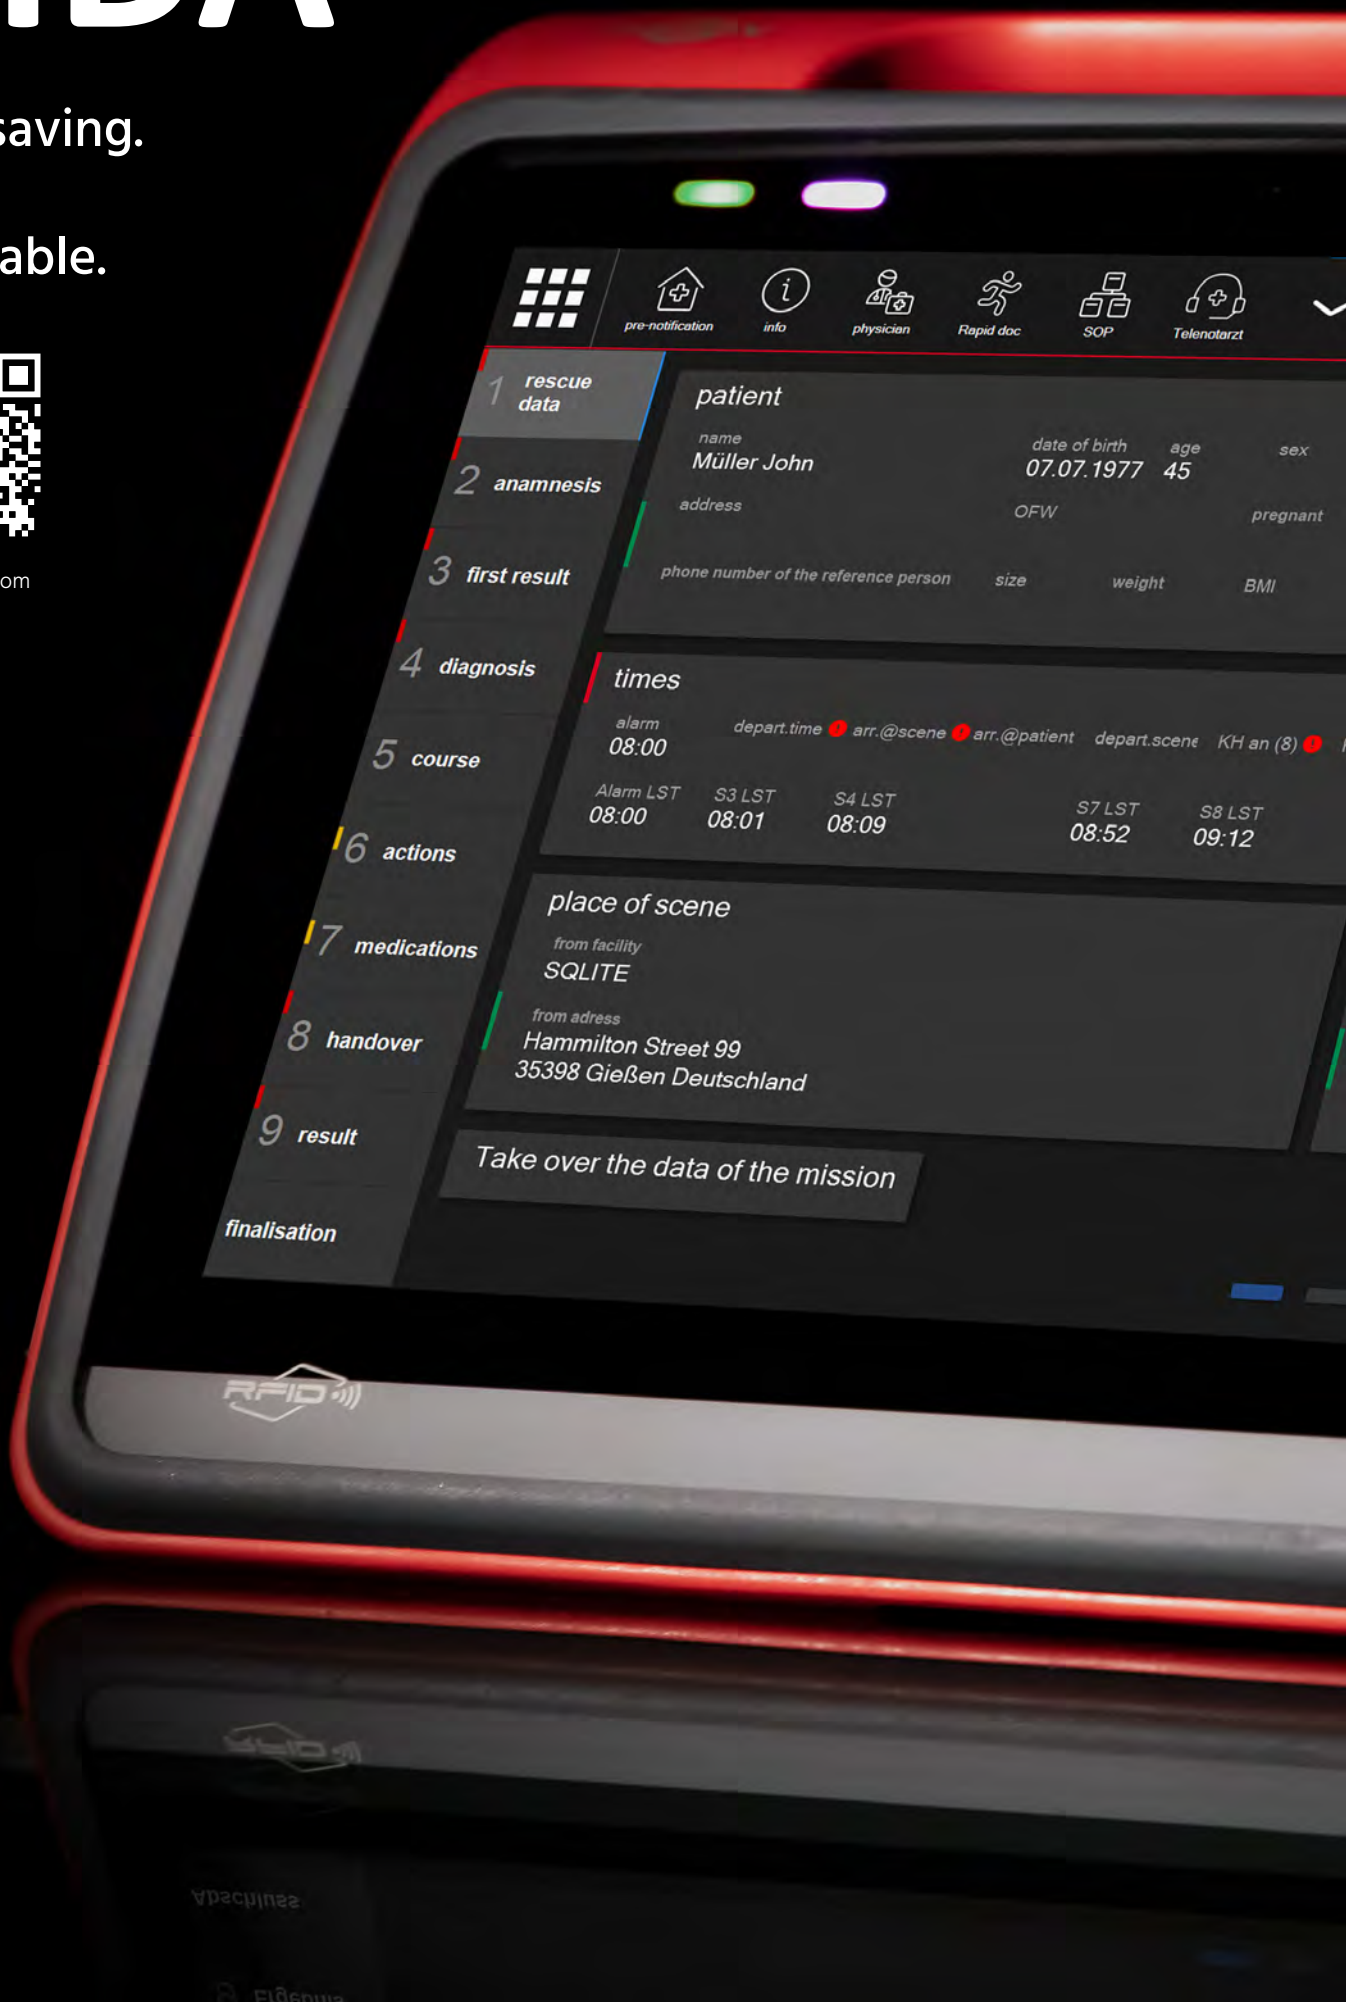 IDA
saving.
able.
om
pre-notification
info
physician
Rapid doc
SOP
Telenotarzt
1 rescue
data
2 anamnesis
3 first result
4 diagnosis
5 course
6 actions
7 medications
8 handover
9 result
finalisation
patient
name date of birth age sex
Müller John 07.07.1977 45
address OFW pregnant
phone number of the reference person size weight BMI
times
alarm depart.time arr.@scene arr.@patient depart.scene KH an (8)
08:00
Alarm LST S3 LST S4 LST S7 LST S8 LST
08:00 08:01 08:09 08:52 09:12
place of scene
from facility
SQLITE
from adress
Hammilton Street 99
35398 Gießen Deutschland
Take over the data of the mission
RFID
RFID
Abschluss
9 Ergebnis